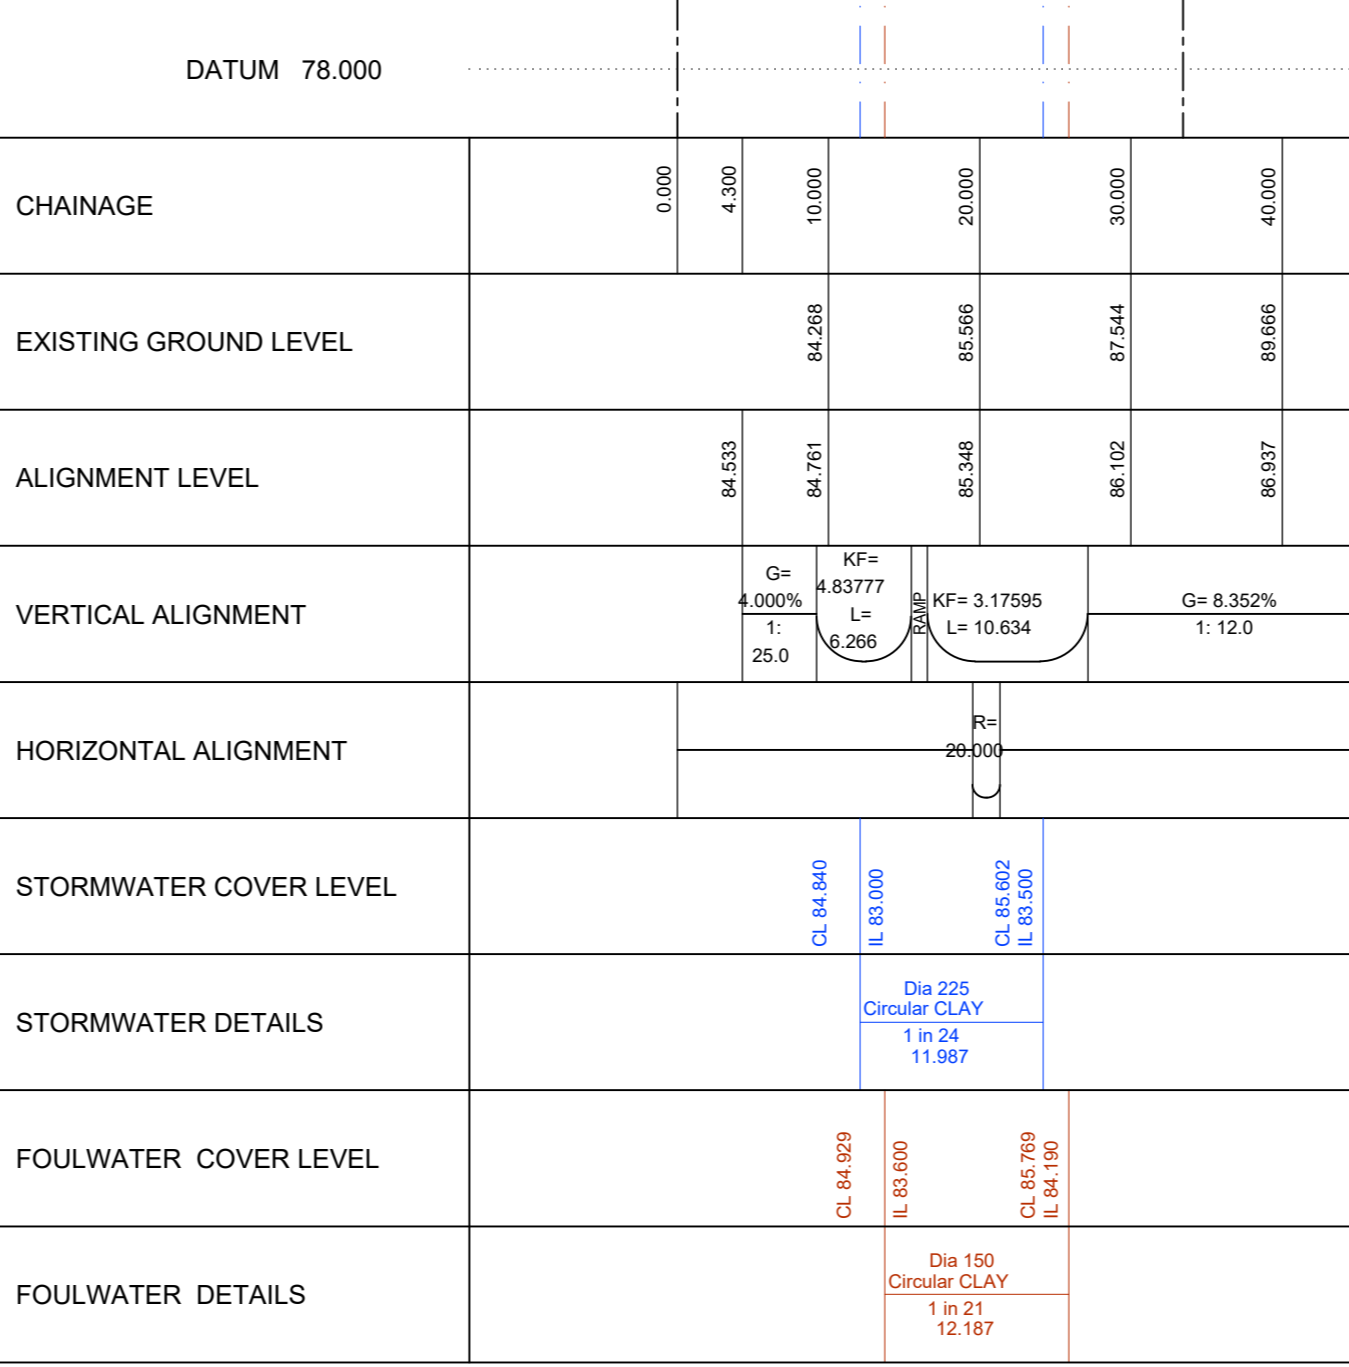 DATUM 78.000
CHAINAGE
0.000
4.300
10.000
20.000
30.000
40.000
EXISTING GROUND LEVEL
84.268
85.566
87.544
89.666
ALIGNMENT LEVEL
84.533
84.761
85.348
86.102
86.937
VERTICAL ALIGNMENT
G=
4.000%
1:
25.0
KF=
4.83777
L=
6.266
RAMP
KF= 3.17595
L= 10.634
G= 8.352%
1: 12.0
HORIZONTAL ALIGNMENT
R=
20.000
STORMWATER COVER LEVEL
CL 84.840
IL 83.000
CL 85.602
IL 83.500
STORMWATER DETAILS
Dia 225
Circular CLAY
1 in 24
11.987
FOULWATER COVER LEVEL
CL 84.929
IL 83.600
CL 85.769
IL 84.190
FOULWATER DETAILS
Dia 150
Circular CLAY
1 in 21
12.187